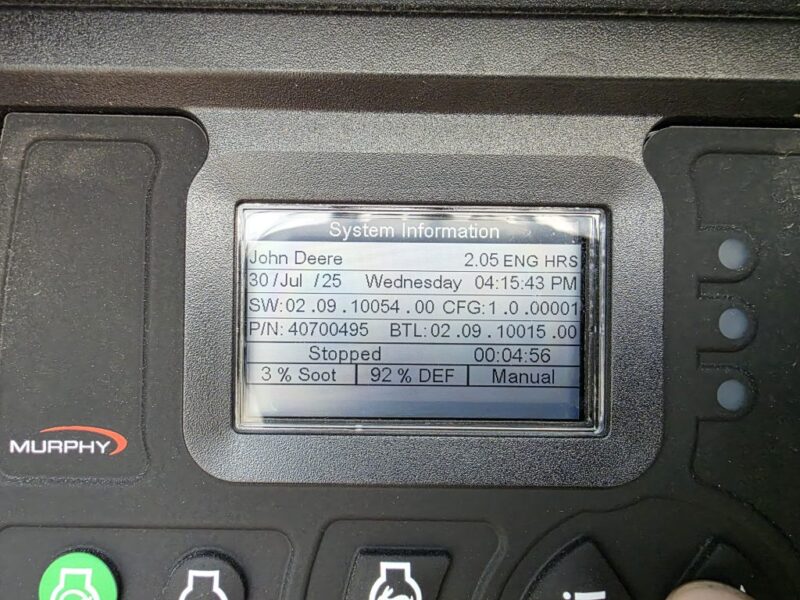 System Information
John Deere 2.05 ENG HRS
30 /Jul /25 Wednesday 04:15:43 PM
SW:02 .09 .10054 .00 CFG:1 .0 .00001
P/N: 40700495 BTL:02 .09 .10015 .00
Stopped 00:04:56
3 % Soot 92 % DEF Manual
MURPHY